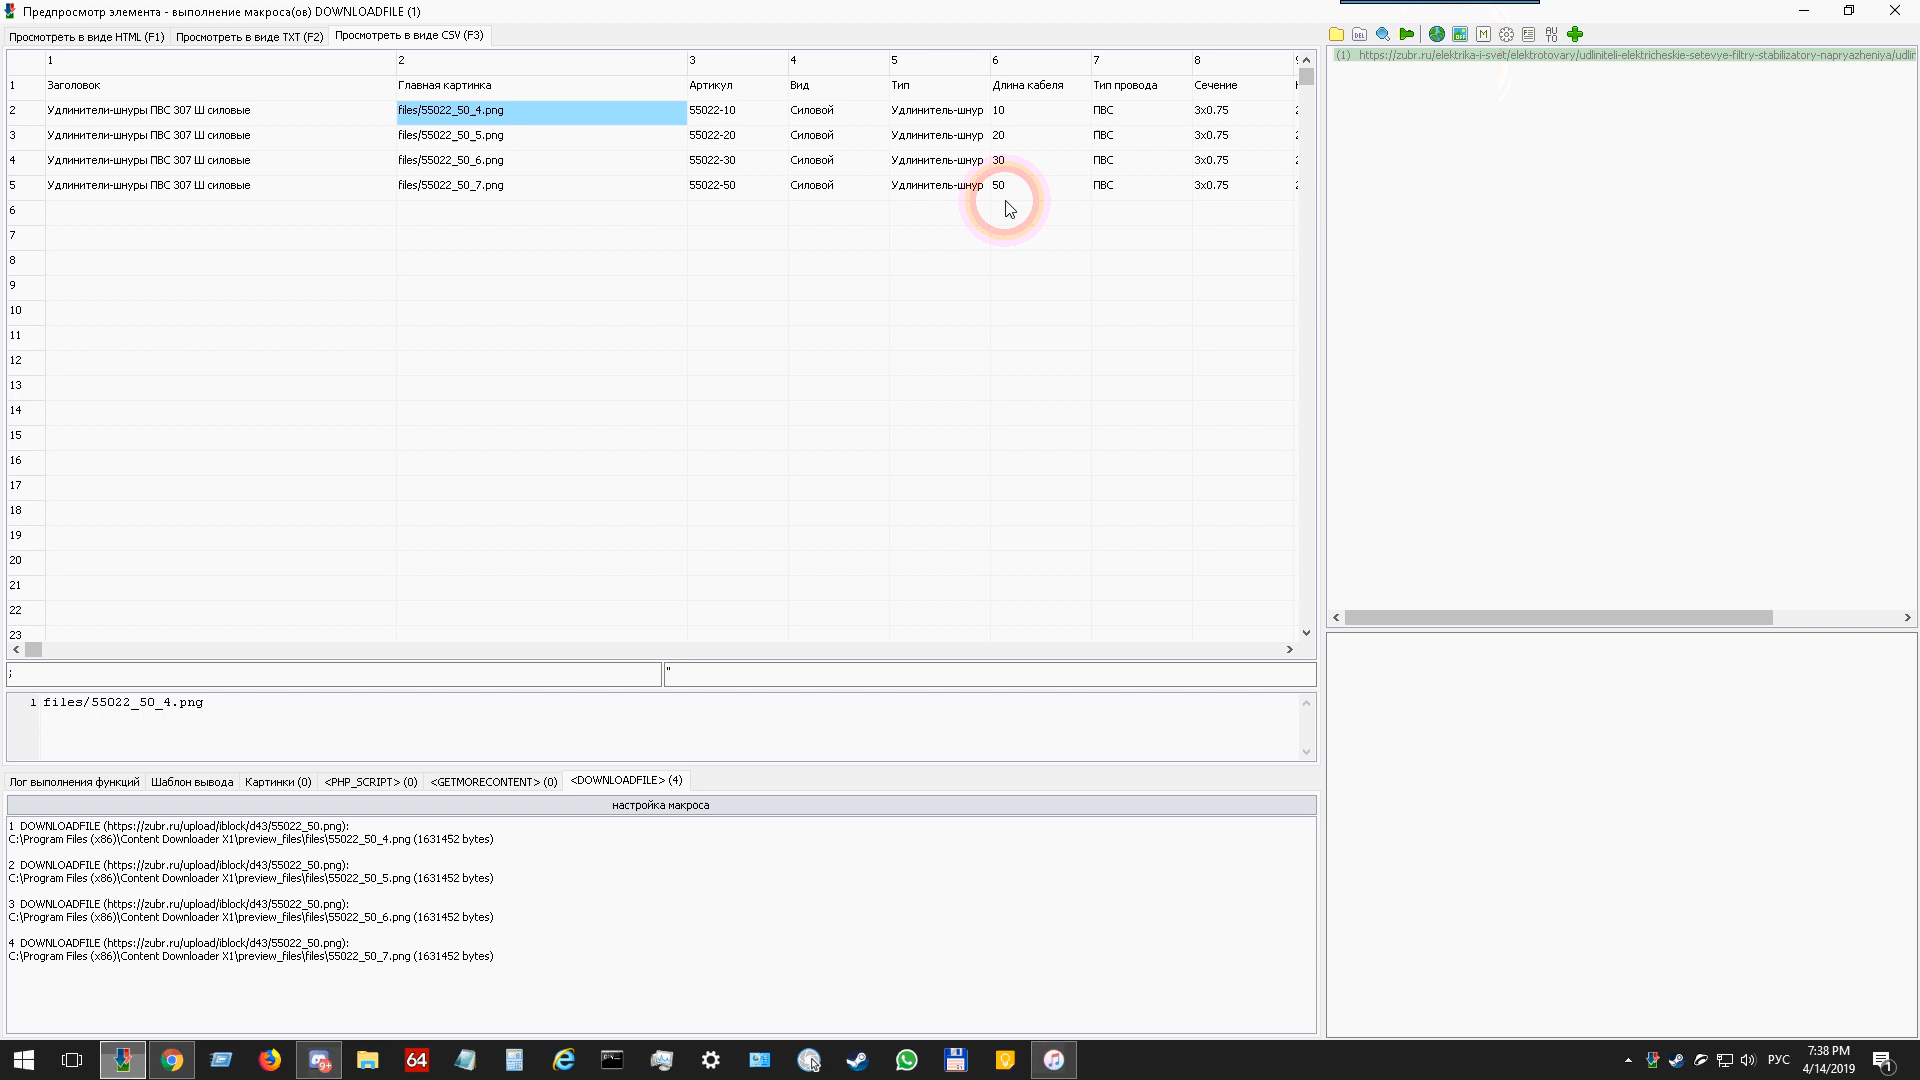 Предпросмотр элемента - выполнение макроса(ов) DOWNLOADFILE (1)
Просмотреть в виде HTML (F1) Просмотреть в виде TXT (F2) Просмотреть в виде CSV (F3)
1 2 3 4 5 6 7 8
1 Заголовок Главная картинка Артикул Вид Тип Длина кабеля Тип провода Сечение
2 Удлинители-шнуры ПВС 307 Ш силовые files/55022_50_4.png 55022-10 Силовой Удлинитель-шнур 10 ПВС 3x0.75
3 Удлинители-шнуры ПВС 307 Ш силовые files/55022_50_5.png 55022-20 Силовой Удлинитель-шнур 20 ПВС 3x0.75
4 Удлинители-шнуры ПВС 307 Ш силовые files/55022_50_6.png 55022-30 Силовой Удлинитель-шнур 30 ПВС 3x0.75
5 Удлинители-шнуры ПВС 307 Ш силовые files/55022_50_7.png 55022-50 Силовой Удлинитель-шнур 50 ПВС 3x0.75
6
7
8
9
10
11
12
13
14
15
16
17
18
19
20
21
22
23
;
"
1 files/55022_50_4.png
Лог выполнения функций Шаблон вывода Картинки (0) <PHP_SCRIPT> (0) <GETMORECONTENT> (0) <DOWNLOADFILE> (4)
настройка макроса
1 DOWNLOADFILE (https://zubr.ru/upload/iblock/d43/55022_50.png):
C:\Program Files (x86)\Content Downloader X1\preview_files\files\55022_50_4.png (1631452 bytes)
2 DOWNLOADFILE (https://zubr.ru/upload/iblock/d43/55022_50.png):
C:\Program Files (x86)\Content Downloader X1\preview_files\files\55022_50_5.png (1631452 bytes)
3 DOWNLOADFILE (https://zubr.ru/upload/iblock/d43/55022_50.png):
C:\Program Files (x86)\Content Downloader X1\preview_files\files\55022_50_6.png (1631452 bytes)
4 DOWNLOADFILE (https://zubr.ru/upload/iblock/d43/55022_50.png):
C:\Program Files (x86)\Content Downloader X1\preview_files\files\55022_50_7.png (1631452 bytes)
DEL M AUTO
(1) https://zubr.ru/elektrika-i-svet/elektrotovary/udliniteli-elektricheskie-setevye-filtry-stabilizatory-napryazheniya/udlir
64
9+
РУС
7:38 PM
4/14/2019
1